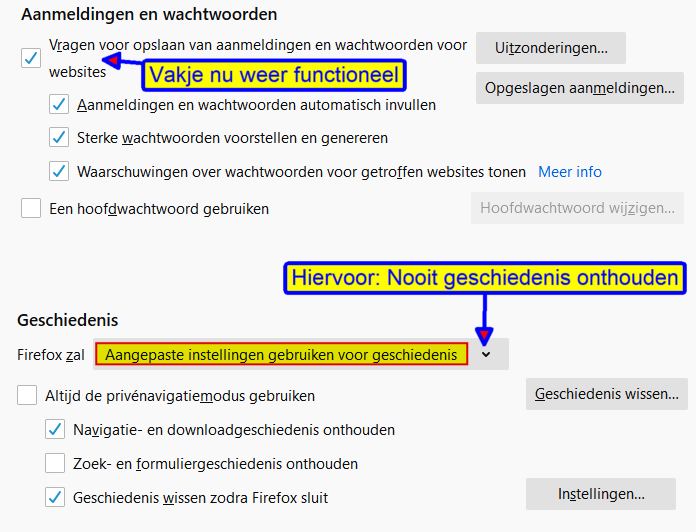 Aanmeldingen en wachtwoorden
Vragen voor opslaan van aanmeldingen en wachtwoorden voor
websites
Uitzonderingen...
Vakje nu weer functioneel
Opgeslagen aanmeldingen...
Aanmeldingen en wachtwoorden automatisch invullen
Sterke wachtwoorden voorstellen en genereren
Waarschuwingen over wachtwoorden voor getroffen websites tonen Meer info
Een hoofdwachtwoord gebruiken
Hoofdwachtwoord wijzigen...
Hiervoor: Nooit geschiedenis onthouden
Geschiedenis
Firefox zal Aangepaste instellingen gebruiken voor geschiedenis
Altijd de privénavigatiemodus gebruiken
Geschiedenis wissen...
Navigatie- en downloadgeschiedenis onthouden
Zoek- en formuliergeschiedenis onthouden
Geschiedenis wissen zodra Firefox sluit
Instellingen...